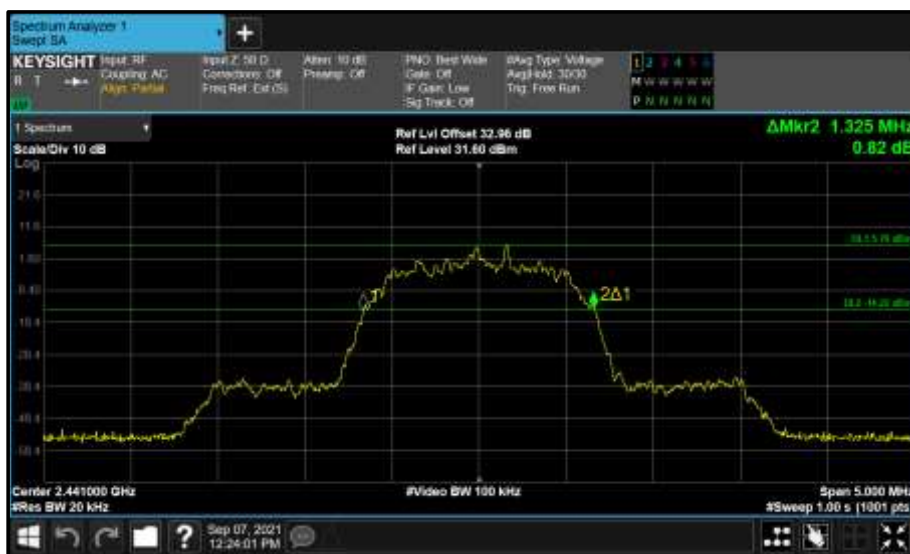 Spectrum Analyzer 1
Swept SA
+
KEYSIGHT
R T
Input: RF
Coupling: AC
Align: Partial
Input Z: 50 Ω
Corrections: Off
Freq Ref: Ext (S)
Atten: 10 dB
Preamp: Off
PNO: Best Wide
Gate: Off
IF Gain: Low
Sig Track: Off
#Avg Type: Voltage
Avg|Hold: 30/30
Trig: Free Run
1 2 3 4 5 6
M W W W W W
P N N N N N
1 Spectrum
Scale/Div 10 dB
Log
Ref Lvl Offset 32.96 dB
Ref Level 31.60 dBm
ΔMkr2 1.325 MHz
0.82 dB
21.6
11.6
1.60
-8.40
-18.4
-28.4
-38.4
-48.4
-58.4
2Δ1
Center 2.441000 GHz
#Res BW 20 kHz
#Video BW 100 kHz
Span 5.000 MHz
#Sweep 1.00 s (1001 pts
?
Sep 07, 2021
12:24:01 PM